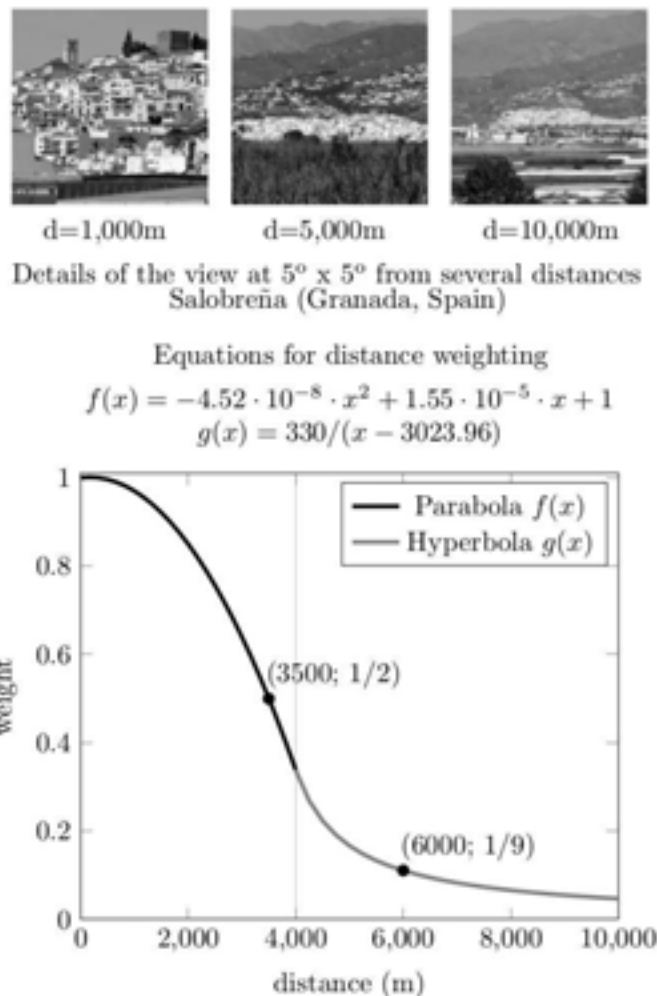 d=1,000m
d=5,000m
d=10,000m
Details of the view at 5º x 5º from several distances
Salobreña (Granada, Spain)
Equations for distance weighting
f(x) = −4.52 · 10⁻⁸ · x² + 1.55 · 10⁻⁵ · x + 1
g(x) = 330/(x − 3023.96)
1
Parabola f(x)
Hyperbola g(x)
0.8
0.6
(3500; 1/2)
weight
0.4
0.2
(6000; 1/9)
0
0
2,000
4,000
6,000
8,000
10,000
distance (m)